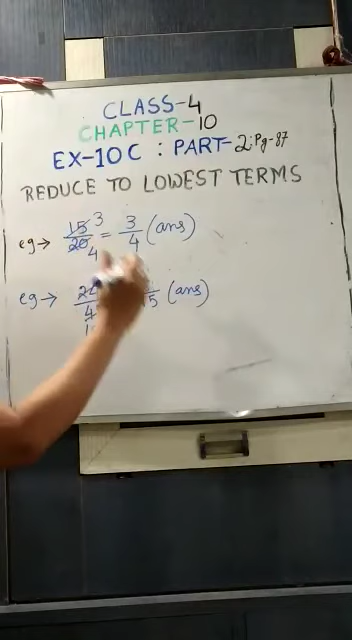 CLASS-4
CHAPTER-10
EX-10C : PART-2; Pg-87
REDUCE TO LOWEST TERMS
eg → 15/20 3/4 = 3/4 (ans)
eg → (ans)